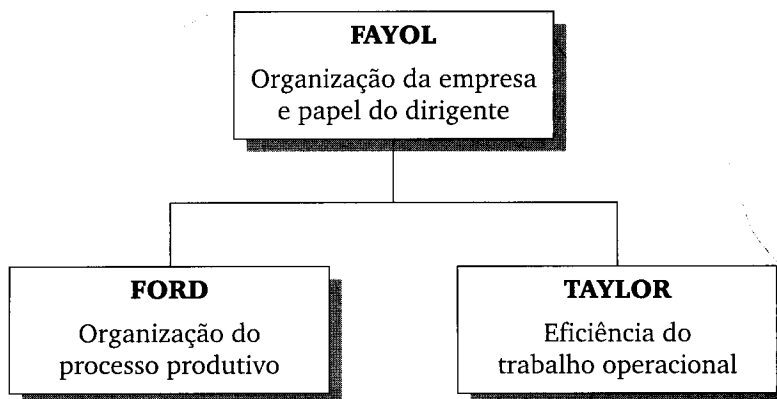 FAYOL
Organização da empresa
e papel do dirigente
FORD
Organização do
processo produtivo
TAYLOR
Eficiência do
trabalho operacional